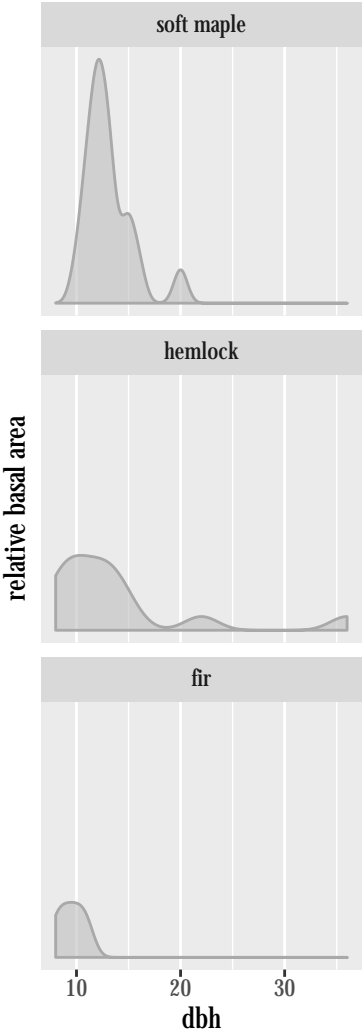 soft maple
hemlock
relative basal area
fir
10 20 30
dbh